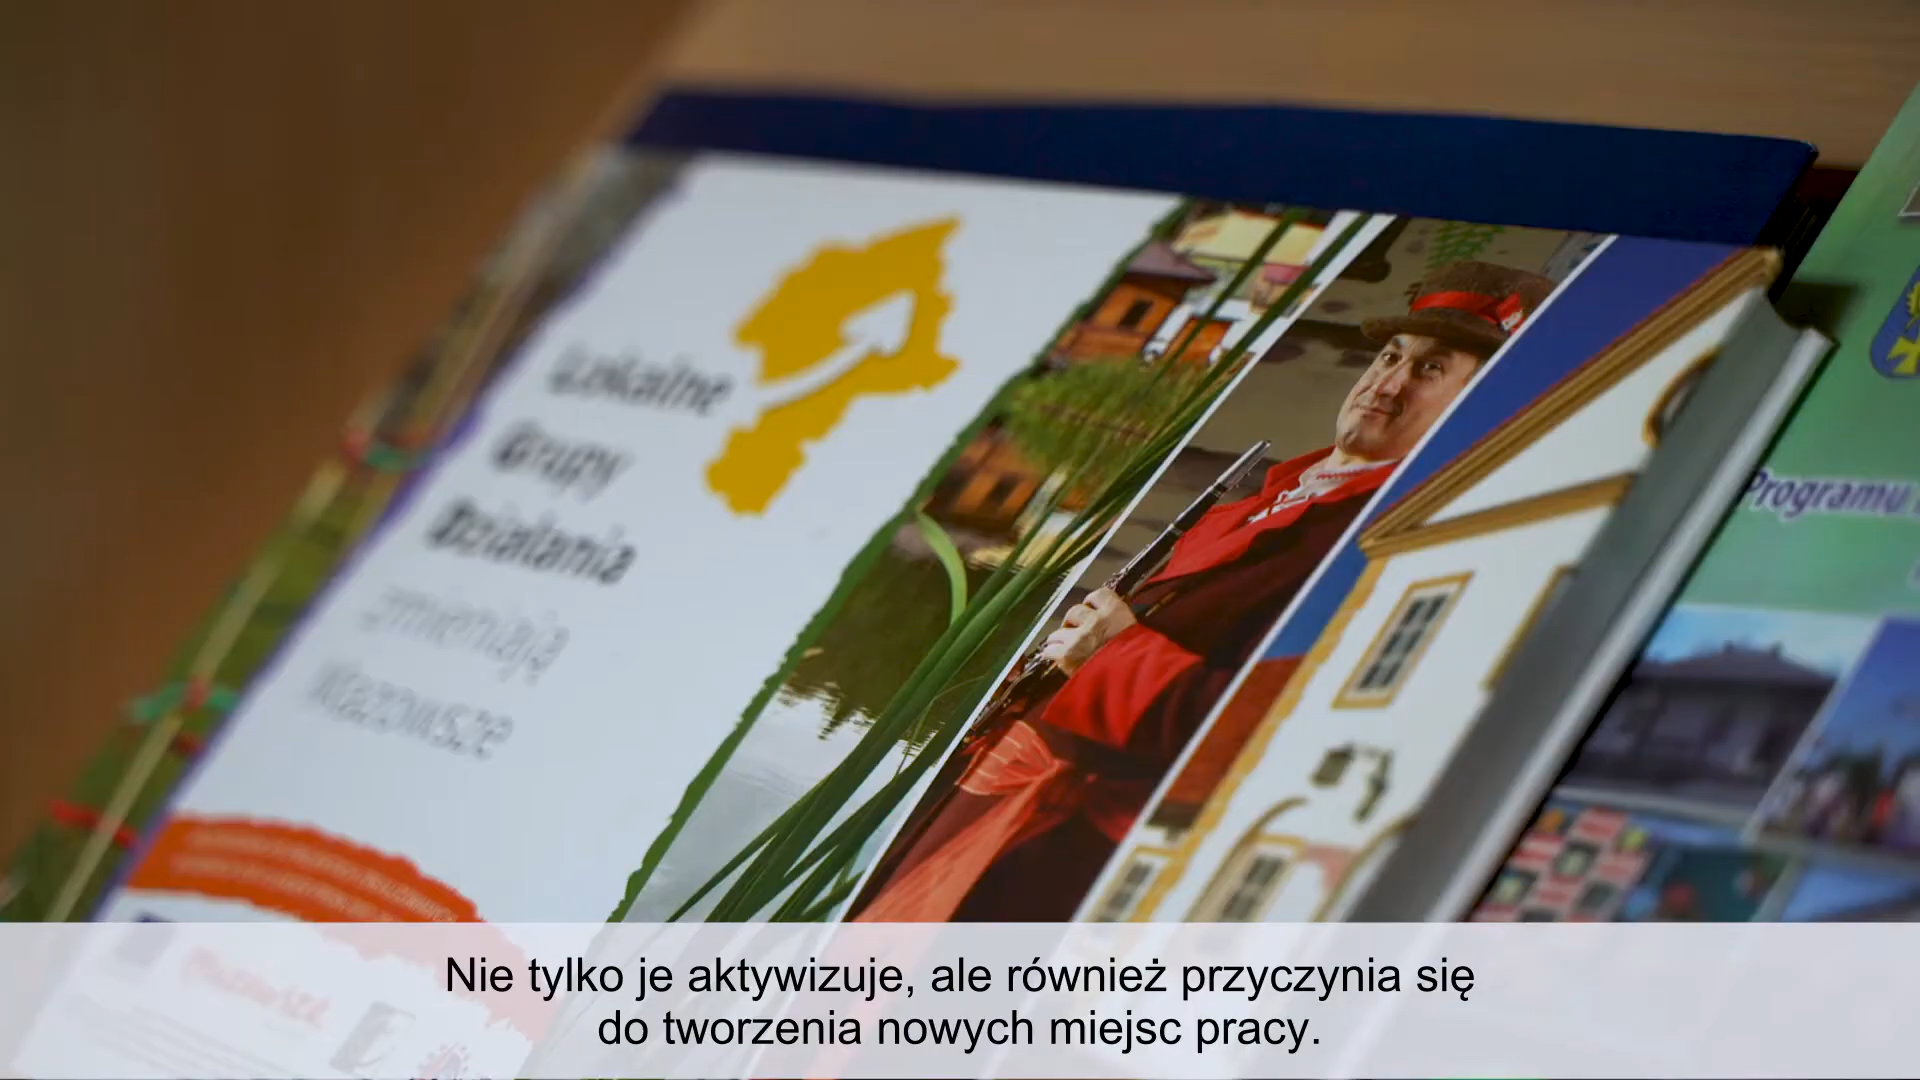 Lokalne
Grupy
Działania
zmieniają
Mazowsze
Programu
Nie tylko je aktywizuje, ale również przyczynia się
do tworzenia nowych miejsc pracy.